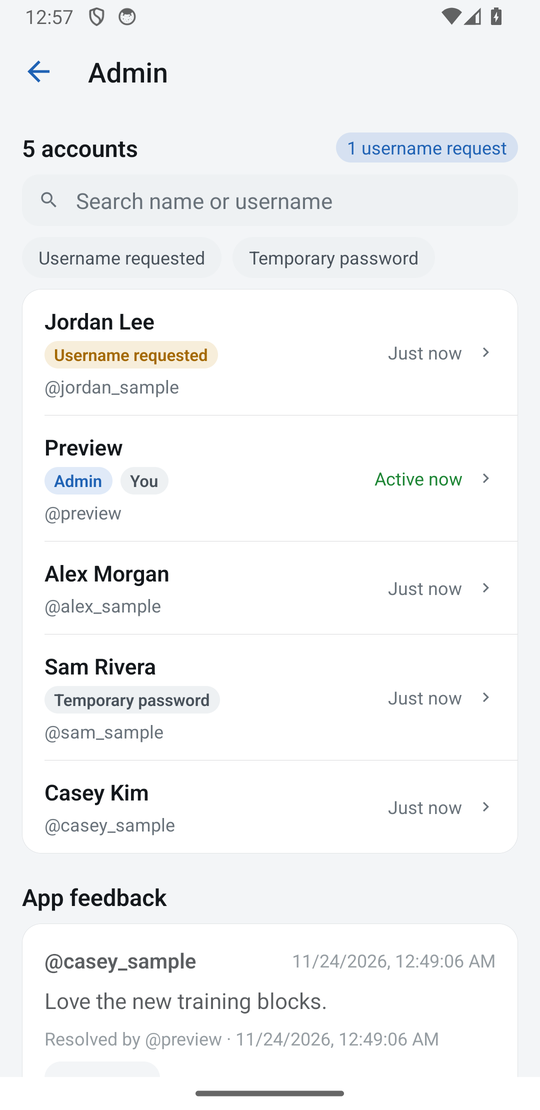 12:57
Admin
5 accounts
1 username request
Search name or username
Username requested
Temporary password
Jordan Lee
Username requested
Just now
@jordan_sample
Preview
Admin
You
Active now
@preview
Alex Morgan
Just now
@alex_sample
Sam Rivera
Temporary password
Just now
@sam_sample
Casey Kim
Just now
@casey_sample
App feedback
@casey_sample
11/24/2026, 12:49:06 AM
Love the new training blocks.
Resolved by @preview · 11/24/2026, 12:49:06 AM